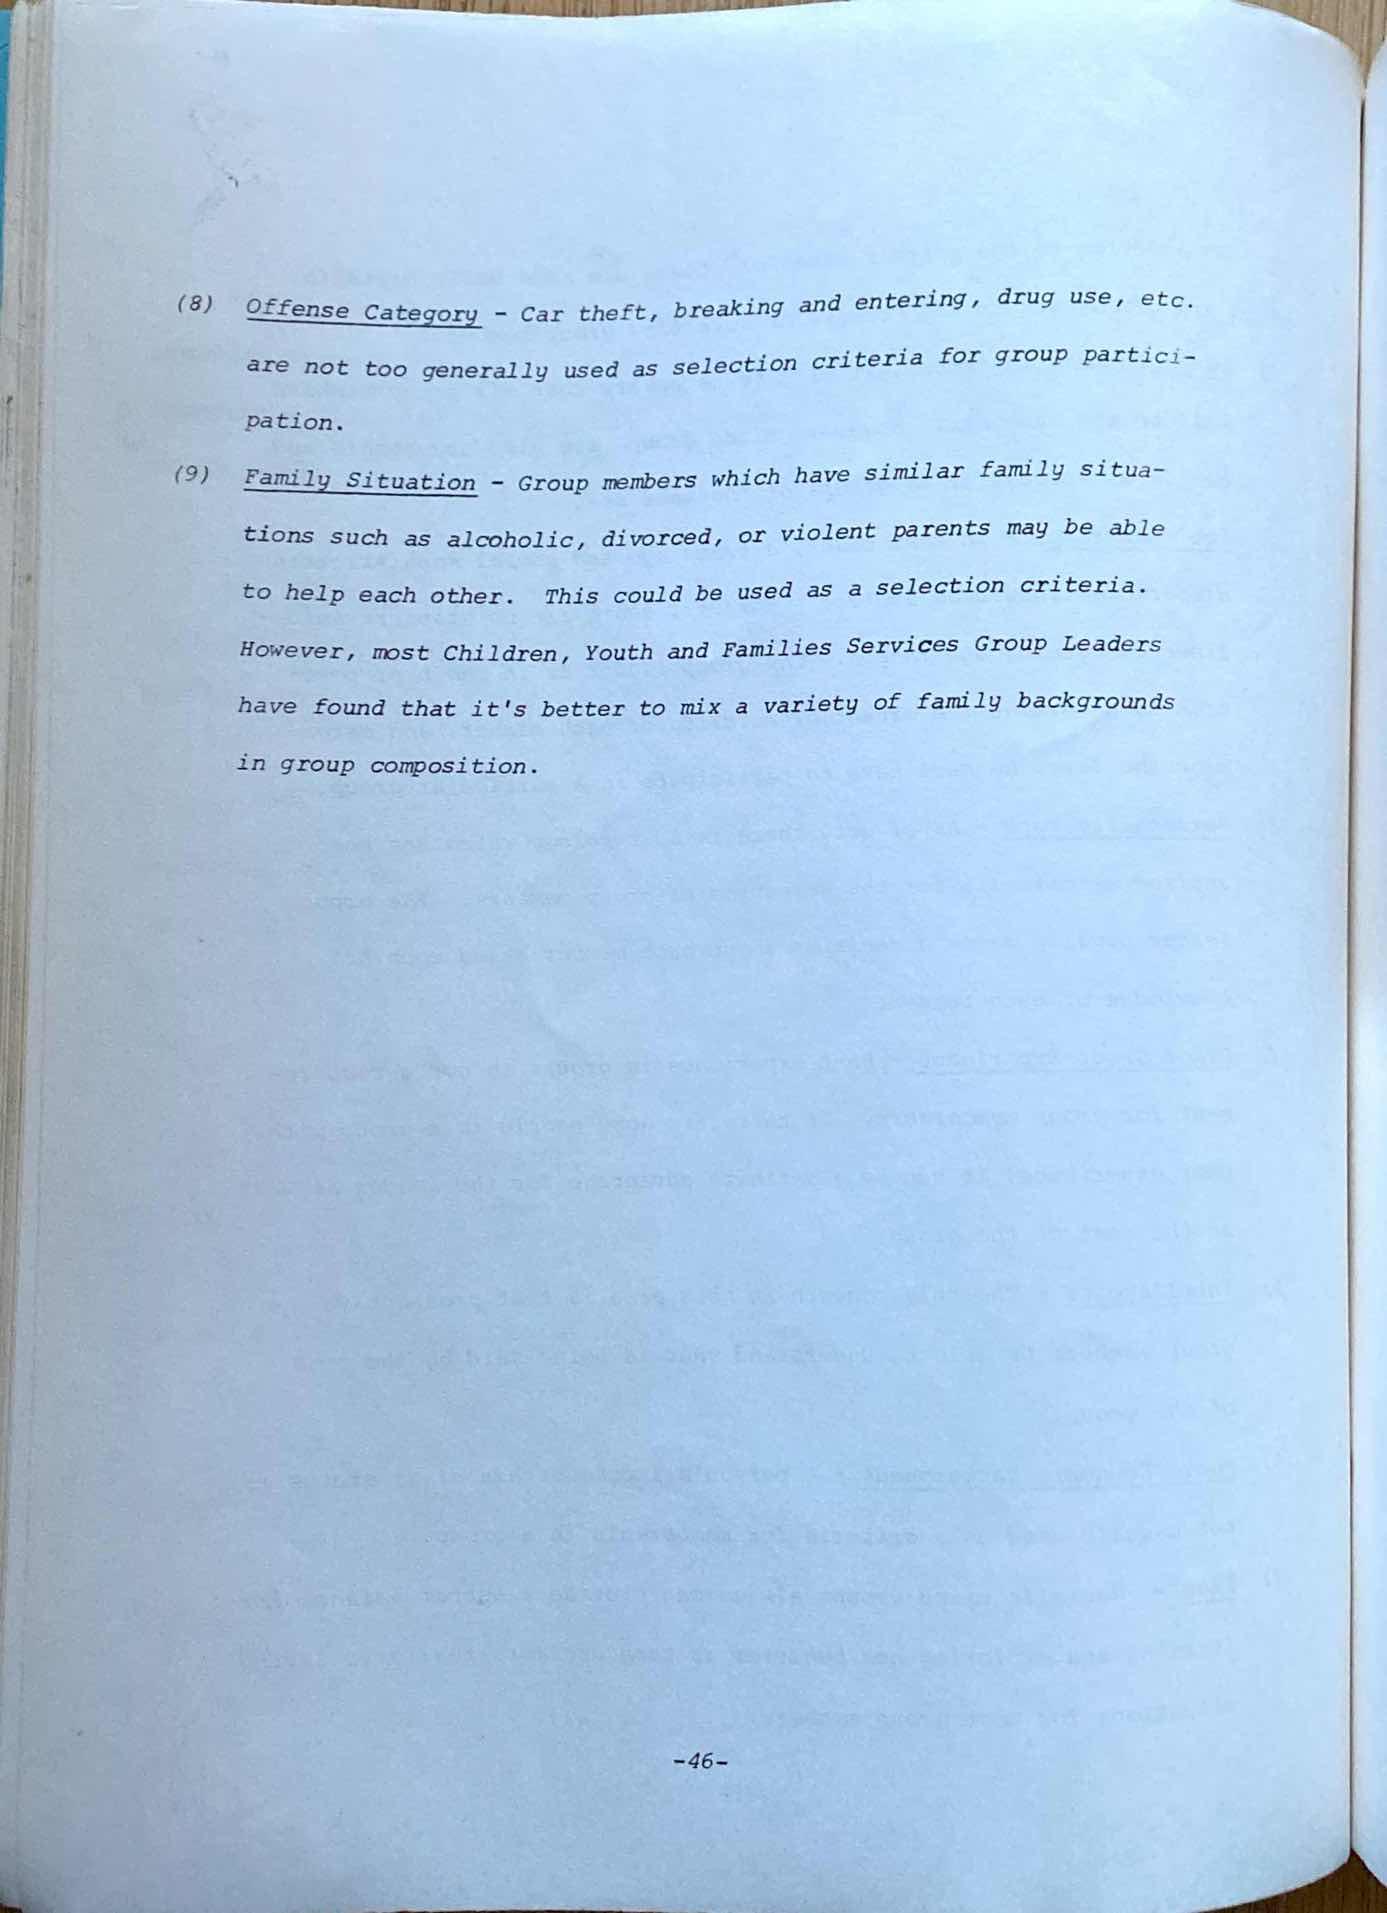 (8) Offense Category - Car theft, breaking and entering, drug use, etc.
are not too generally used as selection criteria for group partici-
pation.
(9) Family Situation - Group members which have similar family situa-
tions such as alcoholic, divorced, or violent parents may be able
to help each other. This could be used as a selection criteria.
However, most Children, Youth and Families Services Group Leaders
have found that it's better to mix a variety of family backgrounds
in group composition.
-46-